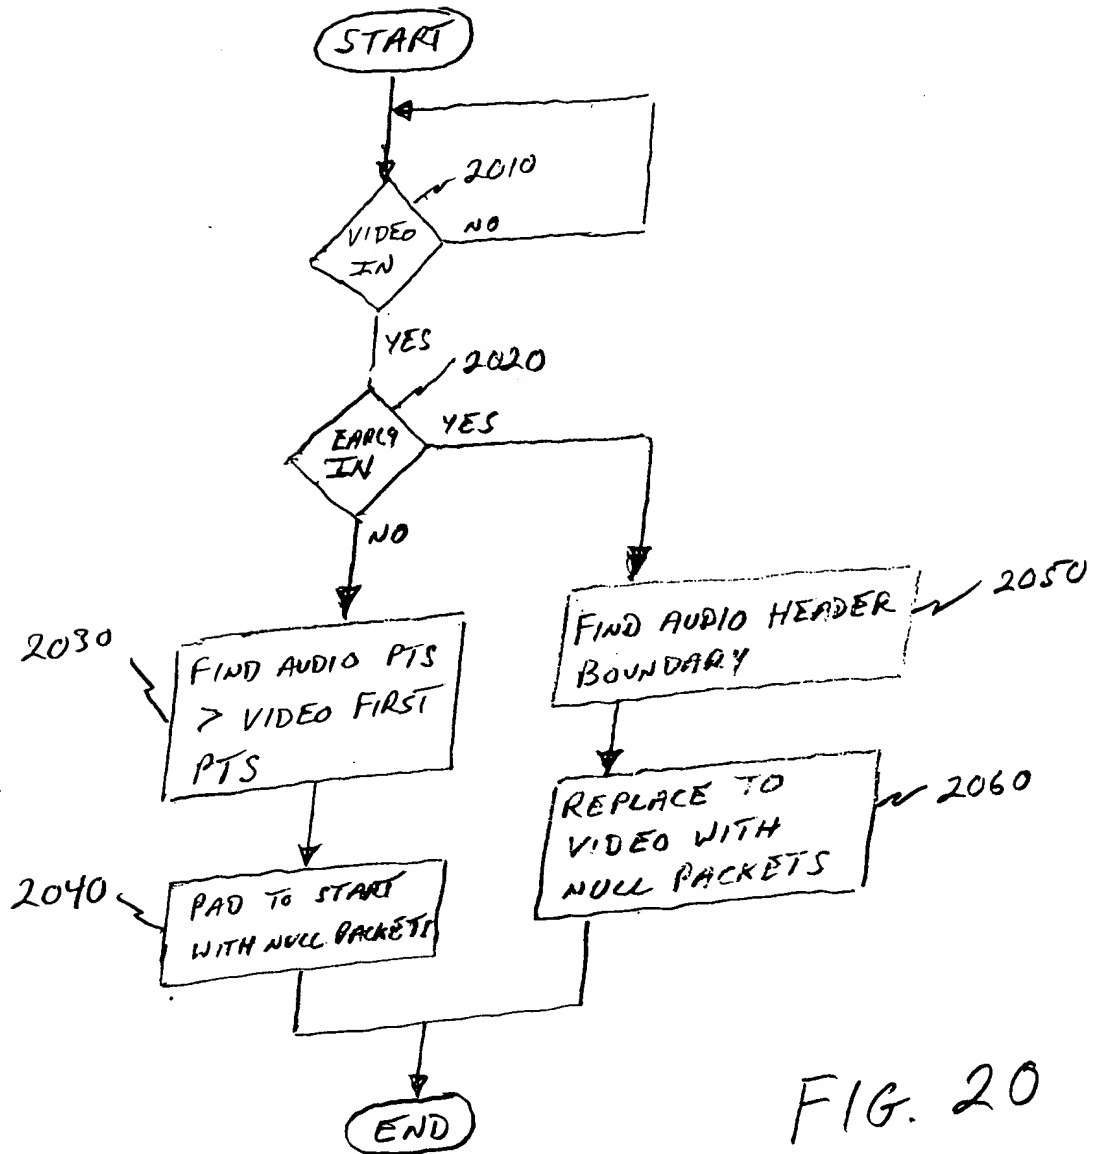 START
2010
VIDEO
IN
NO
YES
2020
EARLY
IN
YES
NO
2030
FIND AUDIO PTS
> VIDEO FIRST
PTS
FIND AUDIO HEADER
BOUNDARY
2050
2040
PAD TO START
WITH NULL PACKETS
REPLACE TO
VIDEO WITH
NULL PACKETS
2060
END
FIG. 20